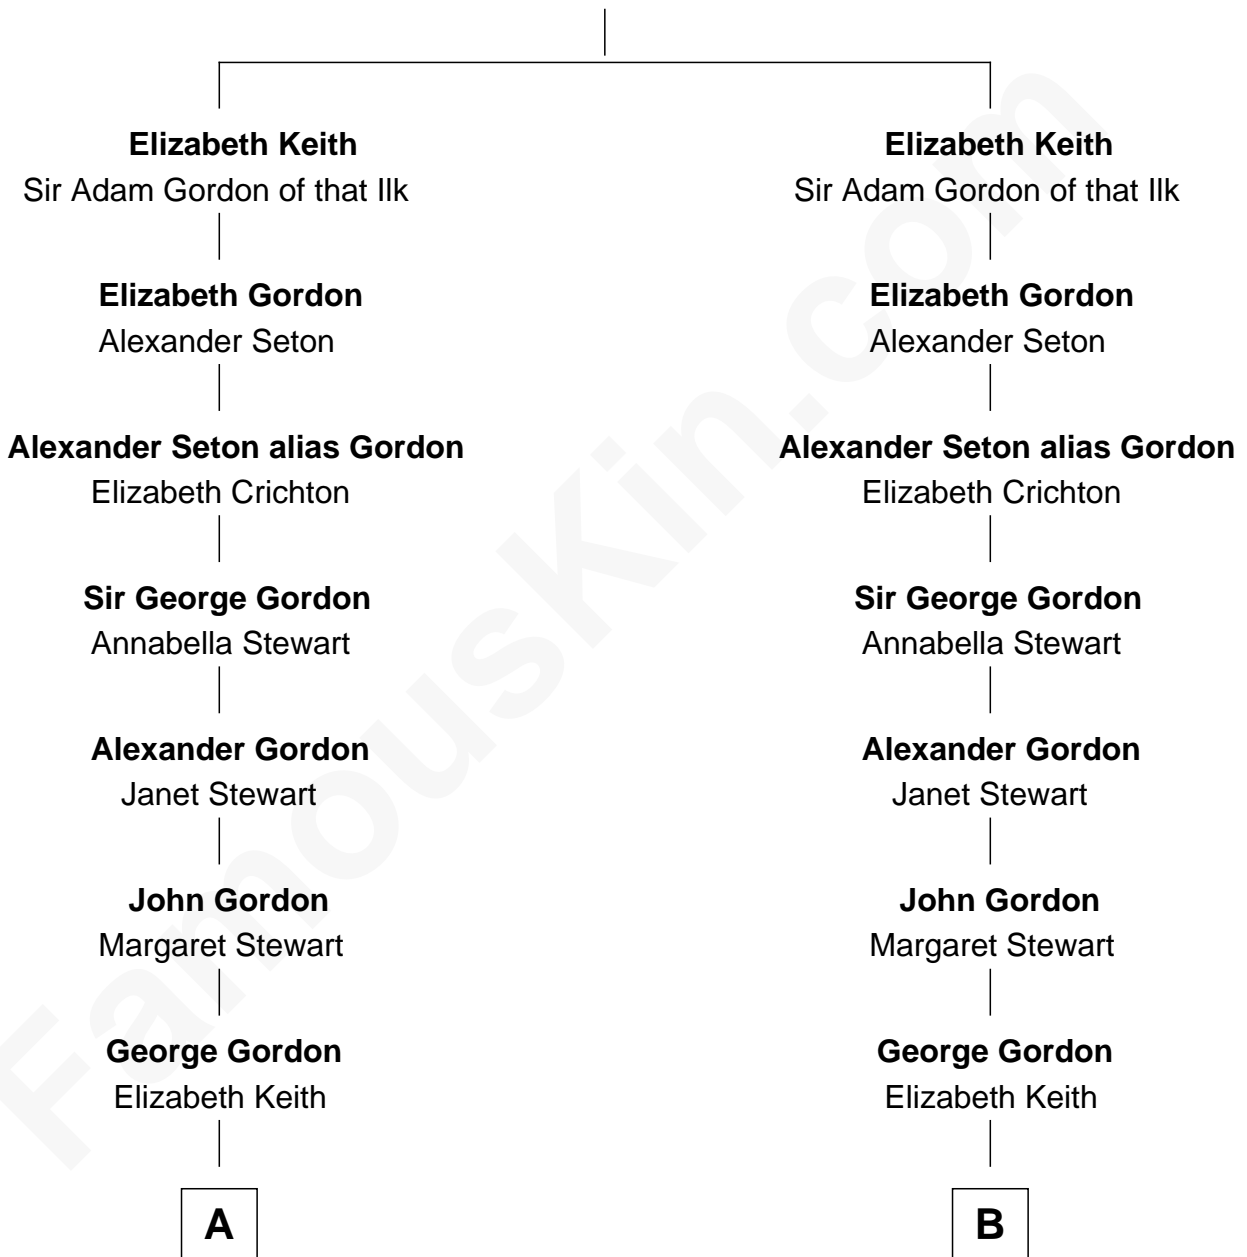 Elizabeth Keith
Sir Adam Gordon of that Ilk
Elizabeth Gordon
Alexander Seton
Alexander Seton alias Gordon
Elizabeth Crichton
Sir George Gordon
Annabella Stewart
Alexander Gordon
Janet Stewart
John Gordon
Margaret Stewart
George Gordon
Elizabeth Keith
A
Elizabeth Keith
Sir Adam Gordon of that Ilk
Elizabeth Gordon
Alexander Seton
Alexander Seton alias Gordon
Elizabeth Crichton
Sir George Gordon
Annabella Stewart
Alexander Gordon
Janet Stewart
John Gordon
Margaret Stewart
George Gordon
Elizabeth Keith
B
FamousKin.com